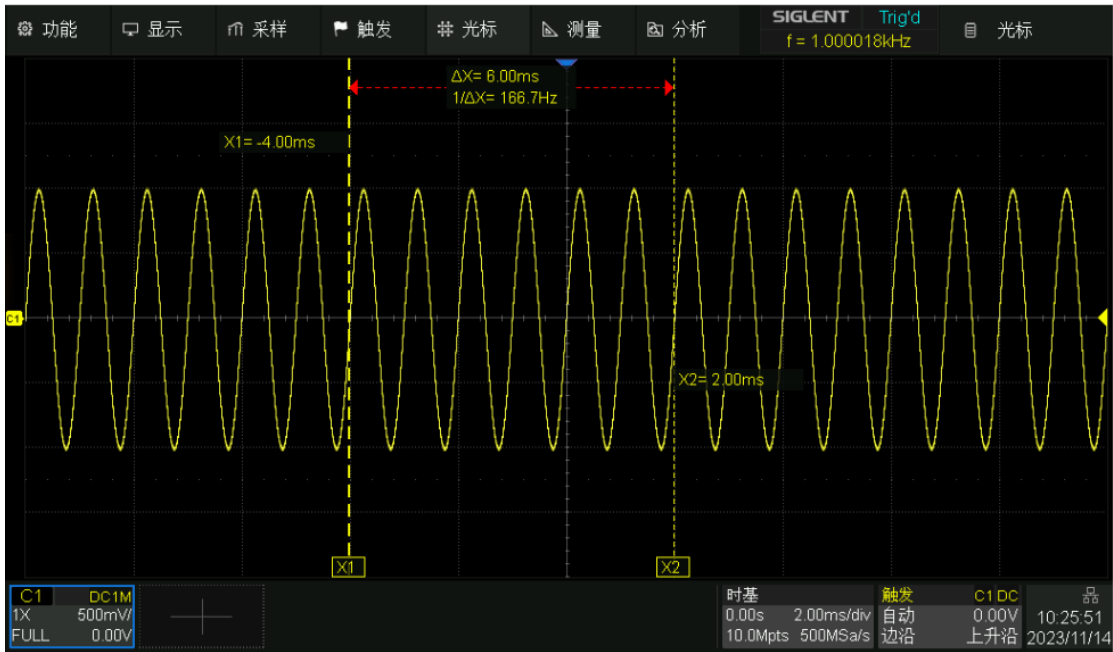 功能 显示 采样 触发 光标 测量 分析 SIGLENT Trig'd 光标
f = 1.000018kHz
ΔX= 6.00ms
1/ΔX= 166.7Hz
X1= -4.00ms
C1
X2= 2.00ms
X1 X2
C1 DC1M
1X 500mV/
FULL 0.00V
时基
0.00s 2.00ms/div
10.0Mpts 500MSa/s
触发 C1 DC
自动 0.00V
边沿 上升沿
10:25:51
2023/11/14